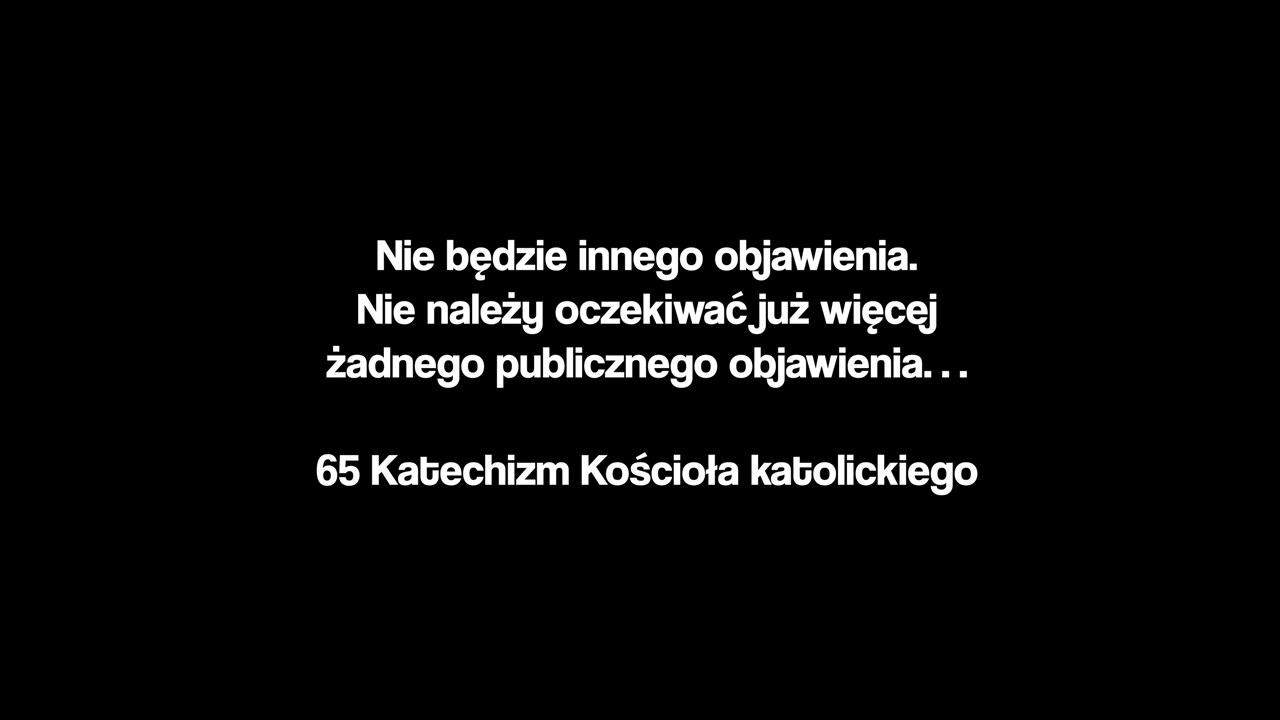 Nie będzie innego objawienia.
Nie należy oczekiwać już więcej
żadnego publicznego objawienia...
65 Katechizm Kościoła katolickiego